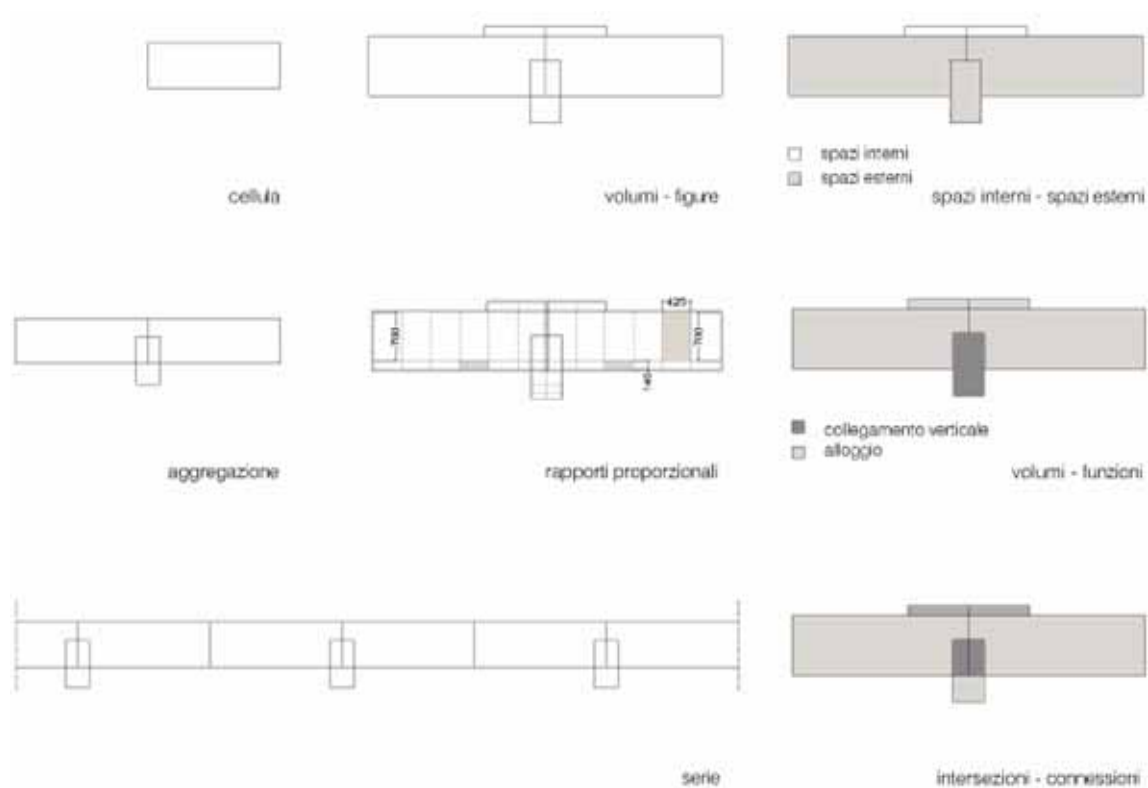 spazi interni
spazi esterni
cellula
volumi - figure
spazi interni - spazi esterni
425
700
700
145
collegamento verticale
alloggio
aggregazione
rapporti proporzionali
volumi - funzioni
serie
intersezioni - connessioni